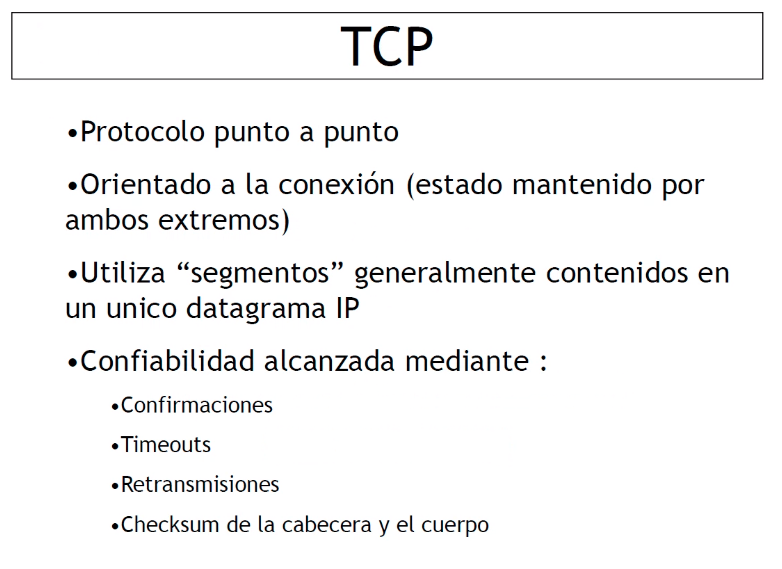 TCP
•Protocolo punto a punto
•Orientado a la conexión (estado mantenido por
ambos extremos)
•Utiliza “segmentos” generalmente contenidos en
un unico datagrama IP
•Confiabilidad alcanzada mediante :
•Confirmaciones
•Timeouts
•Retransmisiones
•Checksum de la cabecera y el cuerpo